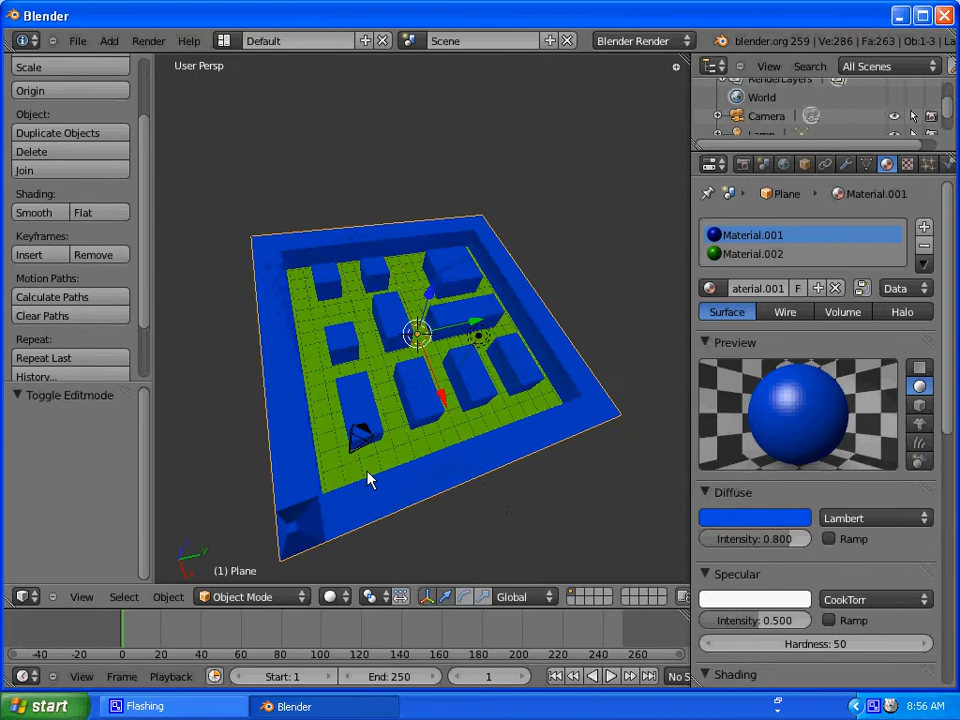 Blender
File Add Render Help Default Scene Blender Render blender.org 259 | Ve:286 | Fa:263 | Ob:1-3 | La
Scale
Origin
Object:
Duplicate Objects
Delete
Join
Shading:
Smooth Flat
Keyframes:
Insert Remove
Motion Paths:
Calculate Paths
Clear Paths
Repeat:
Repeat Last
History...
Toggle Editmode
User Persp
(1) Plane
View Search All Scenes
RenderLayers
World
Camera
Lamp
Plane Material.001
Material.001
Material.002
aterial.001 F Data
Surface Wire Volume Halo
Preview
Diffuse
Lambert
Intensity: 0.800 Ramp
Specular
CookTorr
Intensity: 0.500 Ramp
Hardness: 50
Shading
View Select Object Object Mode Global
-40 -20 0 20 40 60 80 100 120 140 160 180 200 220 240 260
View Frame Playback Start: 1 End: 250 1 No S
start Flashing Blender 8:56 AM